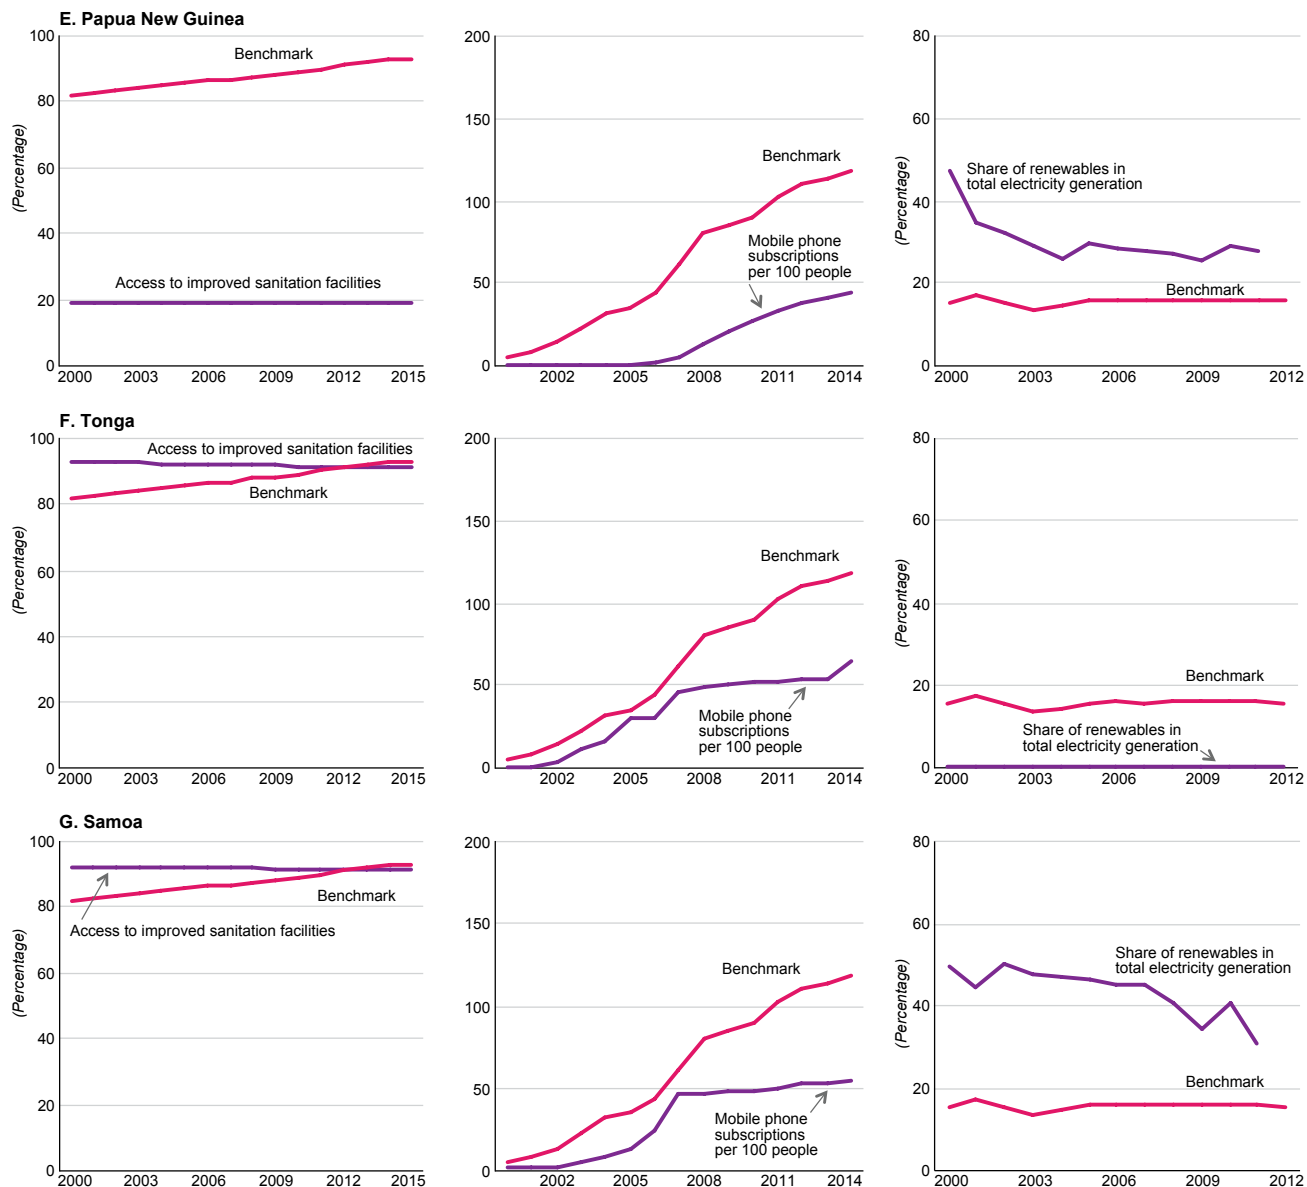 E. Papua New Guinea
100
80
60
40
20
0
(Percentage)
Benchmark
Access to improved sanitation facilities
2000 2003 2006 2009 2012 2015
200
150
100
50
0
Benchmark
Mobile phone
subscriptions
per 100 people
2002 2005 2008 2011 2014
80
60
40
20
0
(Percentage)
Share of renewables in
total electricity generation
Benchmark
2000 2003 2006 2009 2012
F. Tonga
100
80
60
40
20
0
(Percentage)
Access to improved sanitation facilities
Benchmark
2000 2003 2006 2009 2012 2015
200
150
100
50
0
Benchmark
Mobile phone
subscriptions
per 100 people
2002 2005 2008 2011 2014
80
60
40
20
0
(Percentage)
Benchmark
Share of renewables in
total electricity generation
2000 2003 2006 2009 2012
G. Samoa
100
80
60
40
20
0
(Percentage)
Benchmark
Access to improved sanitation facilities
2000 2003 2006 2009 2012 2015
200
150
100
50
0
Benchmark
Mobile phone
subscriptions
per 100 people
2002 2005 2008 2011 2014
80
60
40
20
0
(Percentage)
Share of renewables in
total electricity generation
Benchmark
2000 2003 2006 2009 2012